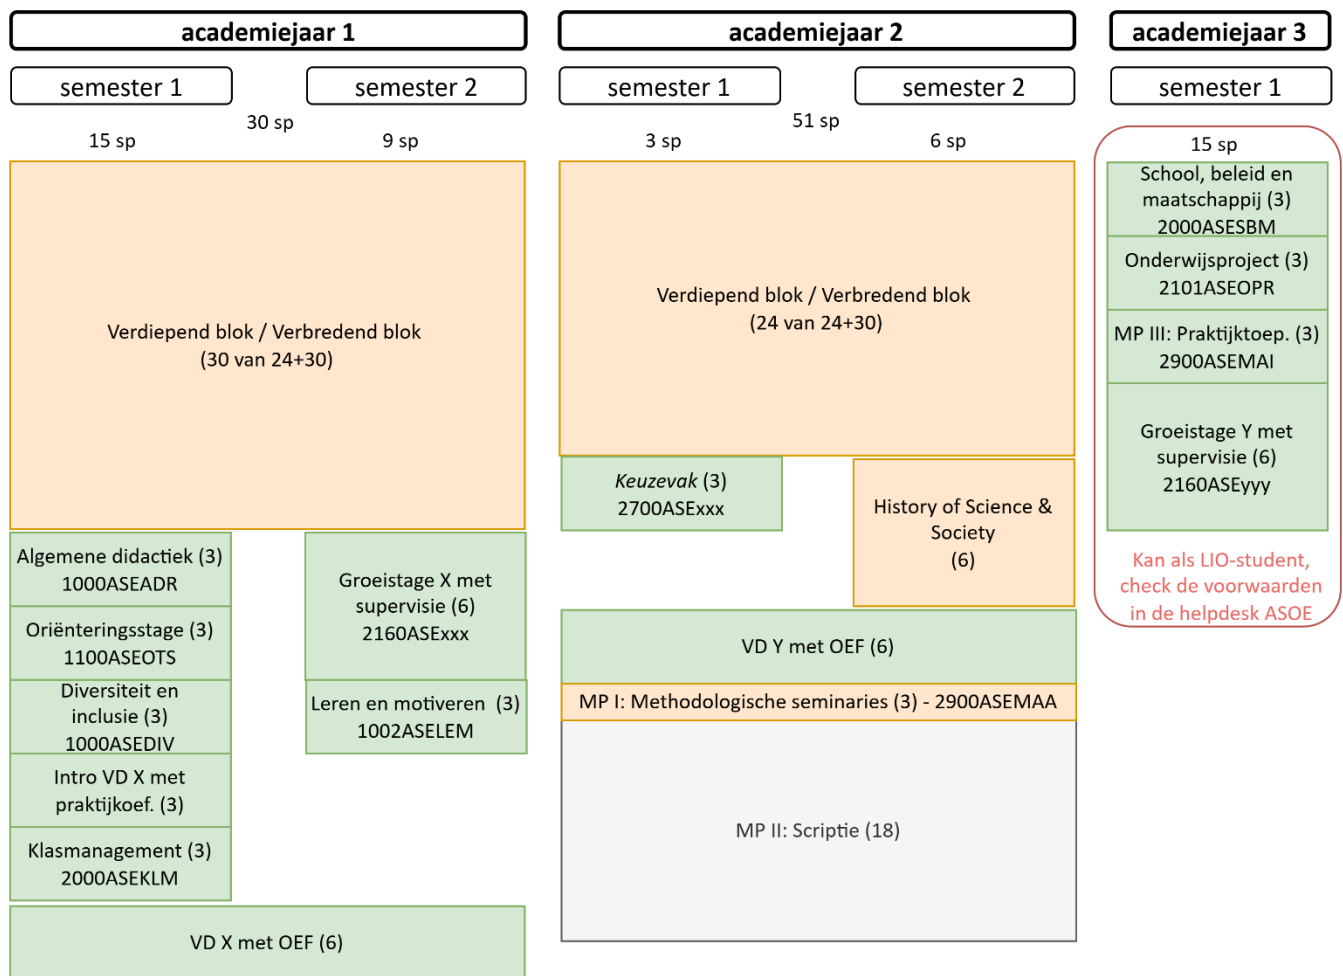 academiejaar 1
academiejaar 2
academiejaar 3
semester 1
semester 2
semester 1
semester 2
semester 1
30 sp
15 sp
9 sp
51 sp
3 sp
6 sp
15 sp
Verdiepend blok / Verbredend blok
(30 van 24+30)
Algemene didactiek (3)
1000ASEADR
Oriënteringsstage (3)
1100ASEOTS
Diversiteit en
inclusie (3)
1000ASEDIV
Intro VD X met
praktijkoef. (3)
Klasmanagement (3)
2000ASEKLM
Groeistage X met
supervisie (6)
2160ASExxx
Leren en motiveren (3)
1002ASELEM
VD X met OEF (6)
Verdiepend blok / Verbredend blok
(24 van 24+30)
Keuzevak (3)
2700ASExxx
History of Science &
Society
(6)
VD Y met OEF (6)
MP I: Methodologische seminaries (3) - 2900ASEMAA
MP II: Scriptie (18)
School, beleid en
maatschappij (3)
2000ASESBM
Onderwijsproject (3)
2101ASEOPR
MP III: Praktijktoep. (3)
2900ASEMAI
Groeistage Y met
supervisie (6)
2160ASEyyy
Kan als LIO-student,
check de voorwaarden
in de helpdesk ASOE